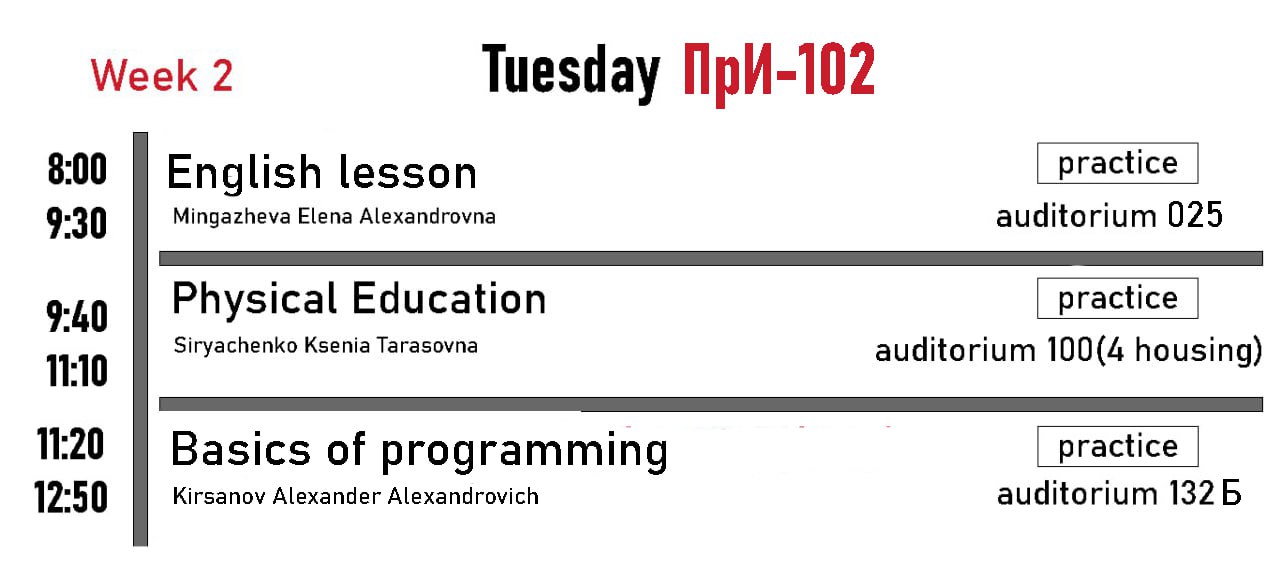 Week 2
Tuesday ПрИ-102
8:00
English lesson
practice
9:30
Mingazheva Elena Alexandrovna
auditorium 025
9:40
Physical Education
practice
11:10
Siryachenko Ksenia Tarasovna
auditorium 100(4 housing)
11:20
Basics of programming
practice
12:50
Kirsanov Alexander Alexandrovich
auditorium 132 Б